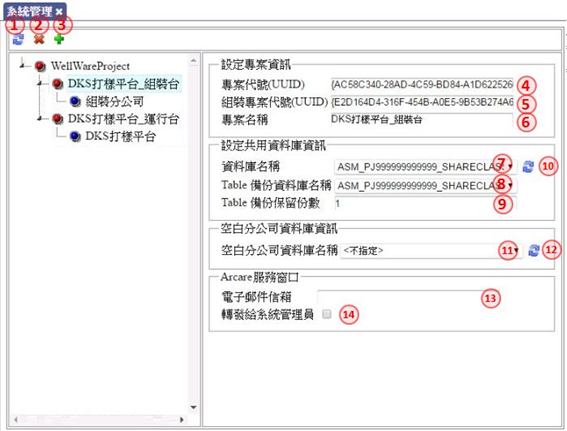 系統管理 ×
1 2 3
WellWareProject
DKS打樣平台_組裝台
組裝分公司
DKS打樣平台_運行台
DKS打樣平台
設定專案資訊
專案代號(UUID) {AC58C340-28AD-4C59-BD84-A1D622526 4
組裝專案代號(UUID) {E2D164D4-316F-454B-A0E5-9B53B274A6 5
專案名稱 DKS打樣平台_組裝台 6
設定共用資料庫資訊
資料庫名稱 ASM_PJ999999999999_SHARECLAS 7 10
Table 備份資料庫名稱 ASM_PJ999999999999_SHARECLAS 8
Table 備份保留份數 1 9
空白分公司資料庫資訊
空白分公司資料庫名稱 <不指定> 11 12
Arcare服務窗口
電子郵件信箱 13
轉發給系統管理員 14